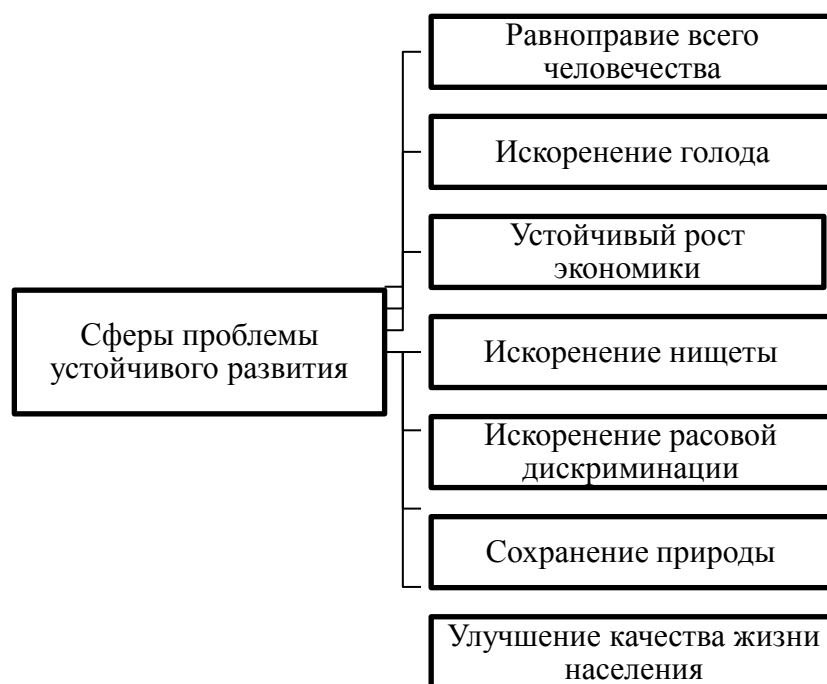 Равноправие всего
человечества
Искоренение голода
Устойчивый рост
экономики
Сферы проблемы
устойчивого развития
Искоренение нищеты
Искоренение расовой
дискриминации
Сохранение природы
Улучшение качества жизни
населения